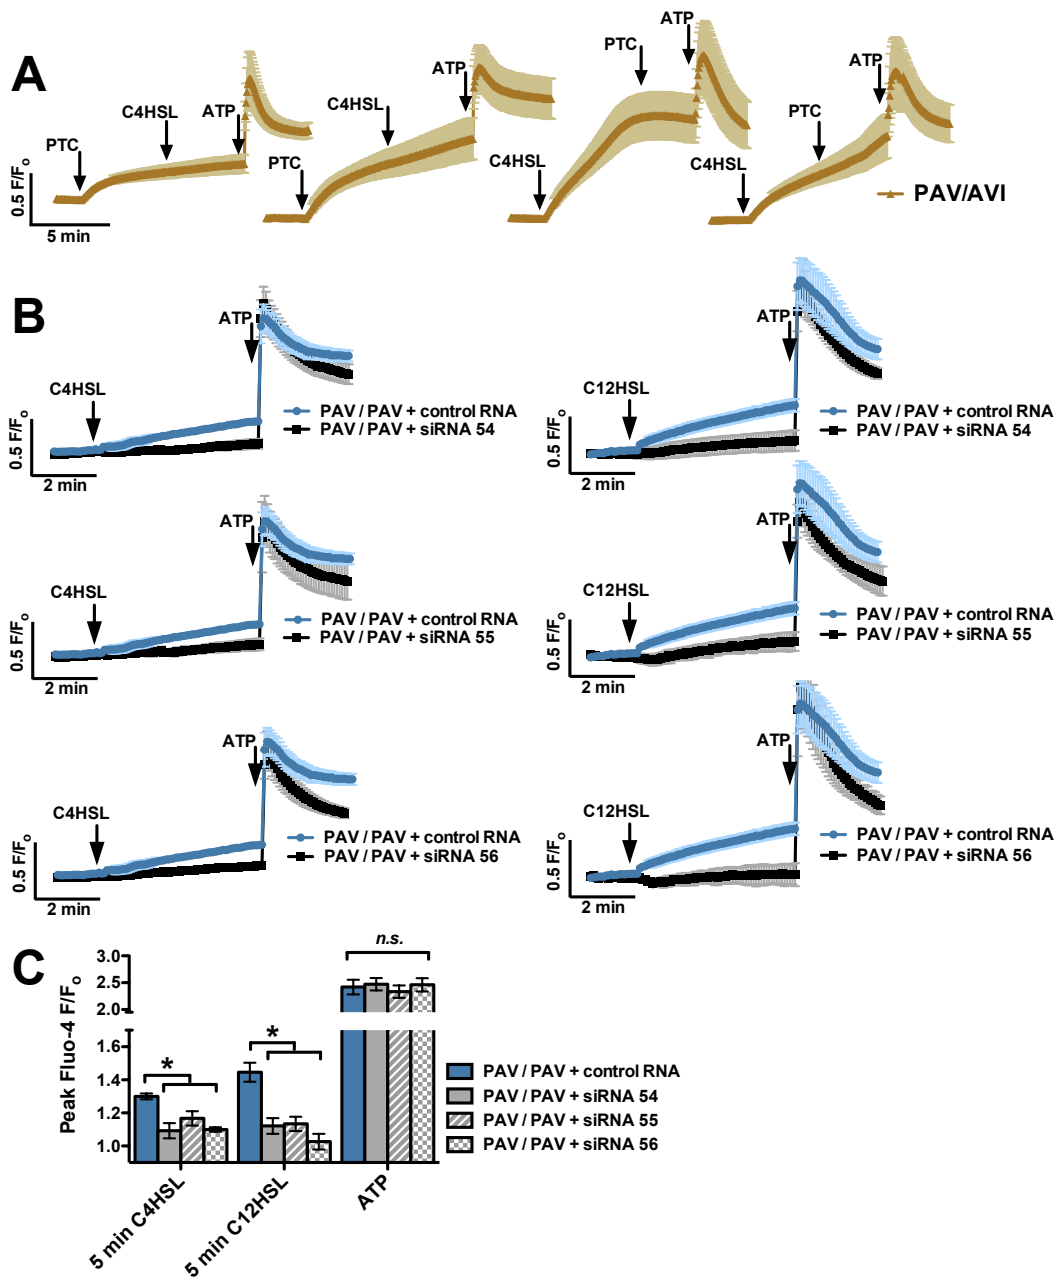 A
PTC
C4HSL
ATP
PTC
C4HSL
ATP
C4HSL
PTC
ATP
C4HSL
PTC
ATP
0.5 F/Fo
5 min
PAV/AVI
B
C4HSL
ATP
PAV / PAV + control RNA
PAV / PAV + siRNA 54
0.5 F/Fo
2 min
C12HSL
ATP
PAV / PAV + control RNA
PAV / PAV + siRNA 54
0.5 F/Fo
2 min
C4HSL
ATP
PAV / PAV + control RNA
PAV / PAV + siRNA 55
0.5 F/Fo
2 min
C12HSL
ATP
PAV / PAV + control RNA
PAV / PAV + siRNA 55
0.5 F/Fo
2 min
C4HSL
ATP
PAV / PAV + control RNA
PAV / PAV + siRNA 56
0.5 F/Fo
2 min
C12HSL
ATP
PAV / PAV + control RNA
PAV / PAV + siRNA 56
0.5 F/Fo
2 min
C
Peak Fluo-4 F/Fo
3.0
2.5
2.0
1.6
1.4
1.2
1.0
*
*
n.s.
5 min C4HSL
5 min C12HSL
ATP
PAV / PAV + control RNA
PAV / PAV + siRNA 54
PAV / PAV + siRNA 55
PAV / PAV + siRNA 56